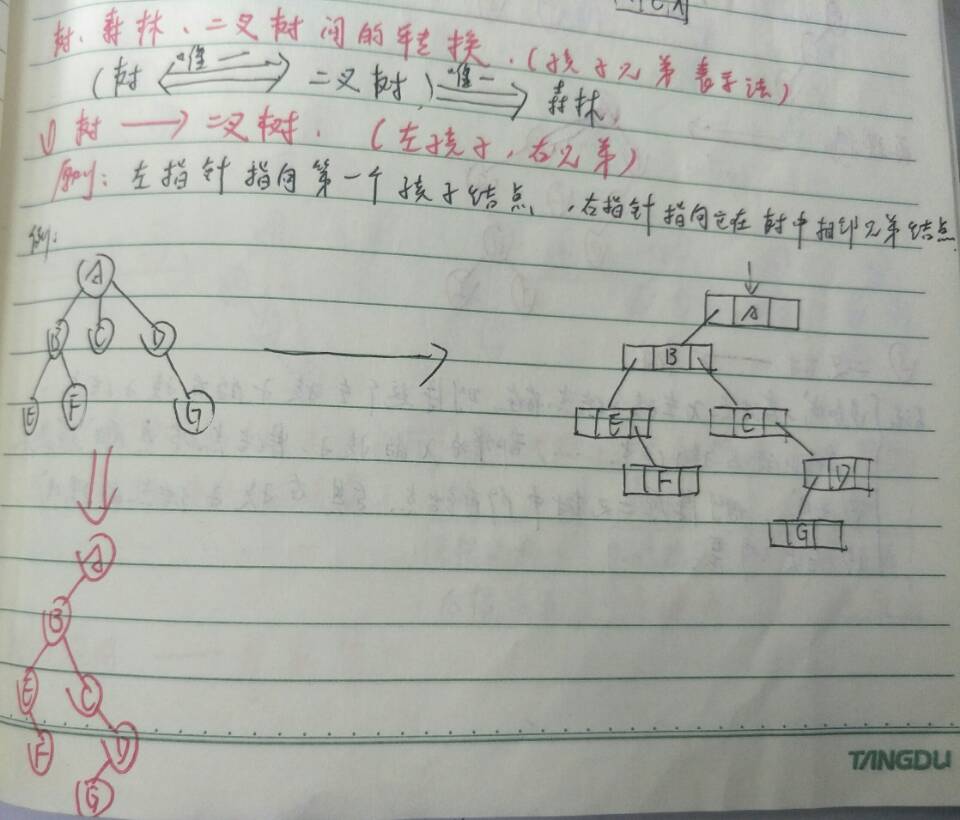 树、森林、二叉树间的转换.(孩子兄弟表示法)
(树 唯一 二叉树) 唯一 森林
1) 树 → 二叉树. (左孩子,右兄弟)
原则: 左指针指向第一个孩子结点,右指针指向它在树中相邻兄弟结点
例:
A
B C D
E F G
A
B
E C
F D
G
A
B
E C
F D
G
TANGDU